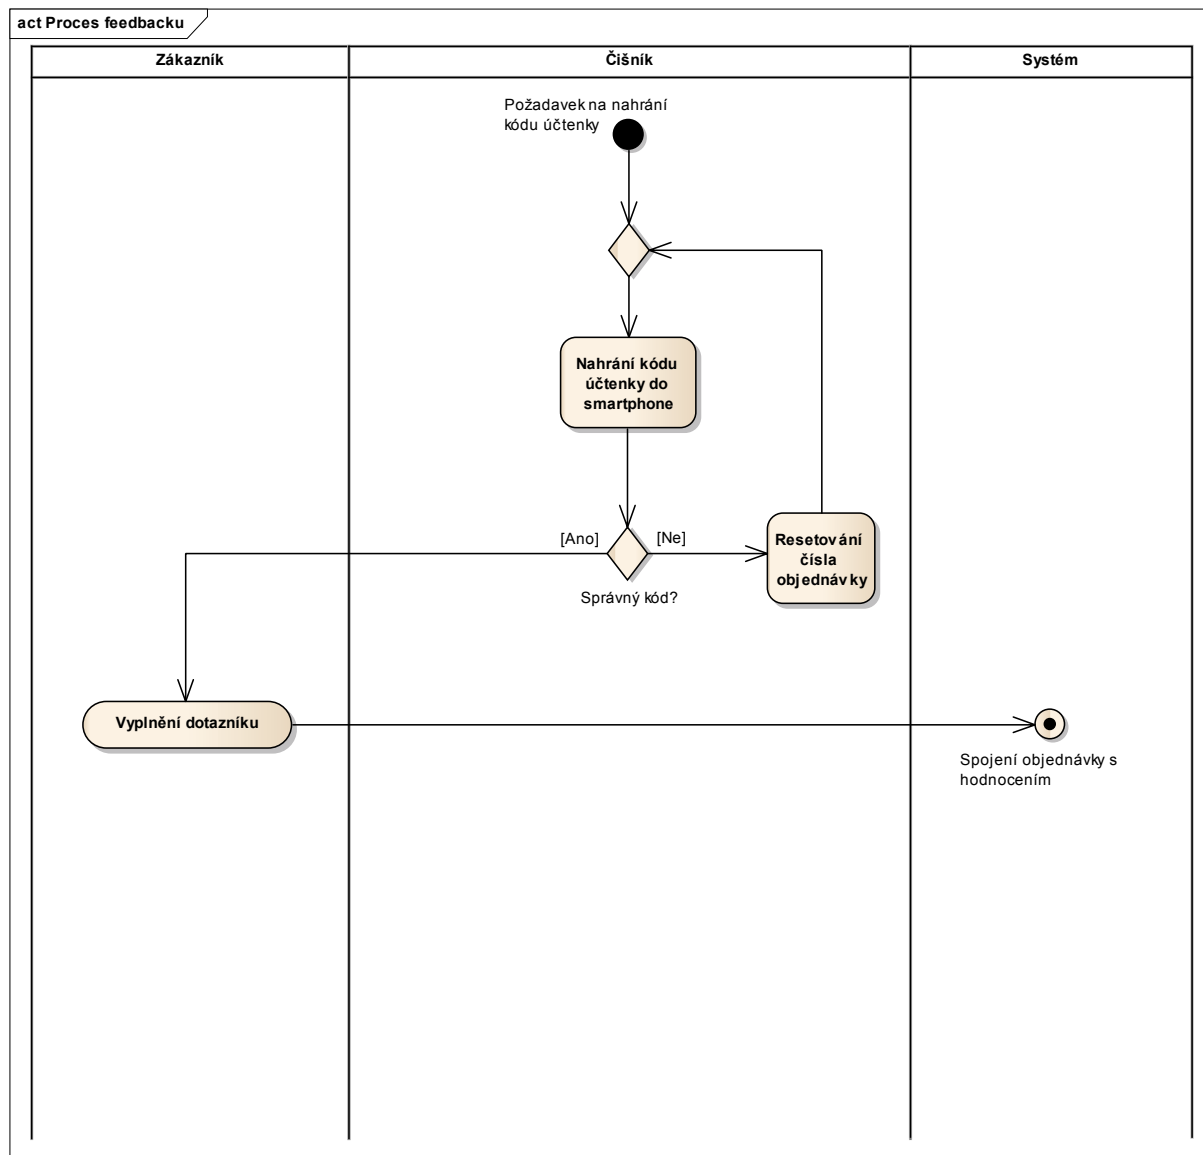 act Proces feedbacku
Zákazník
Čišník
Systém
Požadavek na nahrání
kódu účtenky
Nahrání kódu
účtenky do
smartphone
[Ano]
[Ne]
Správný kód?
Resetování
čísla
objednávky
Vyplnění dotazníku
Spojení objednávky s
hodnocením